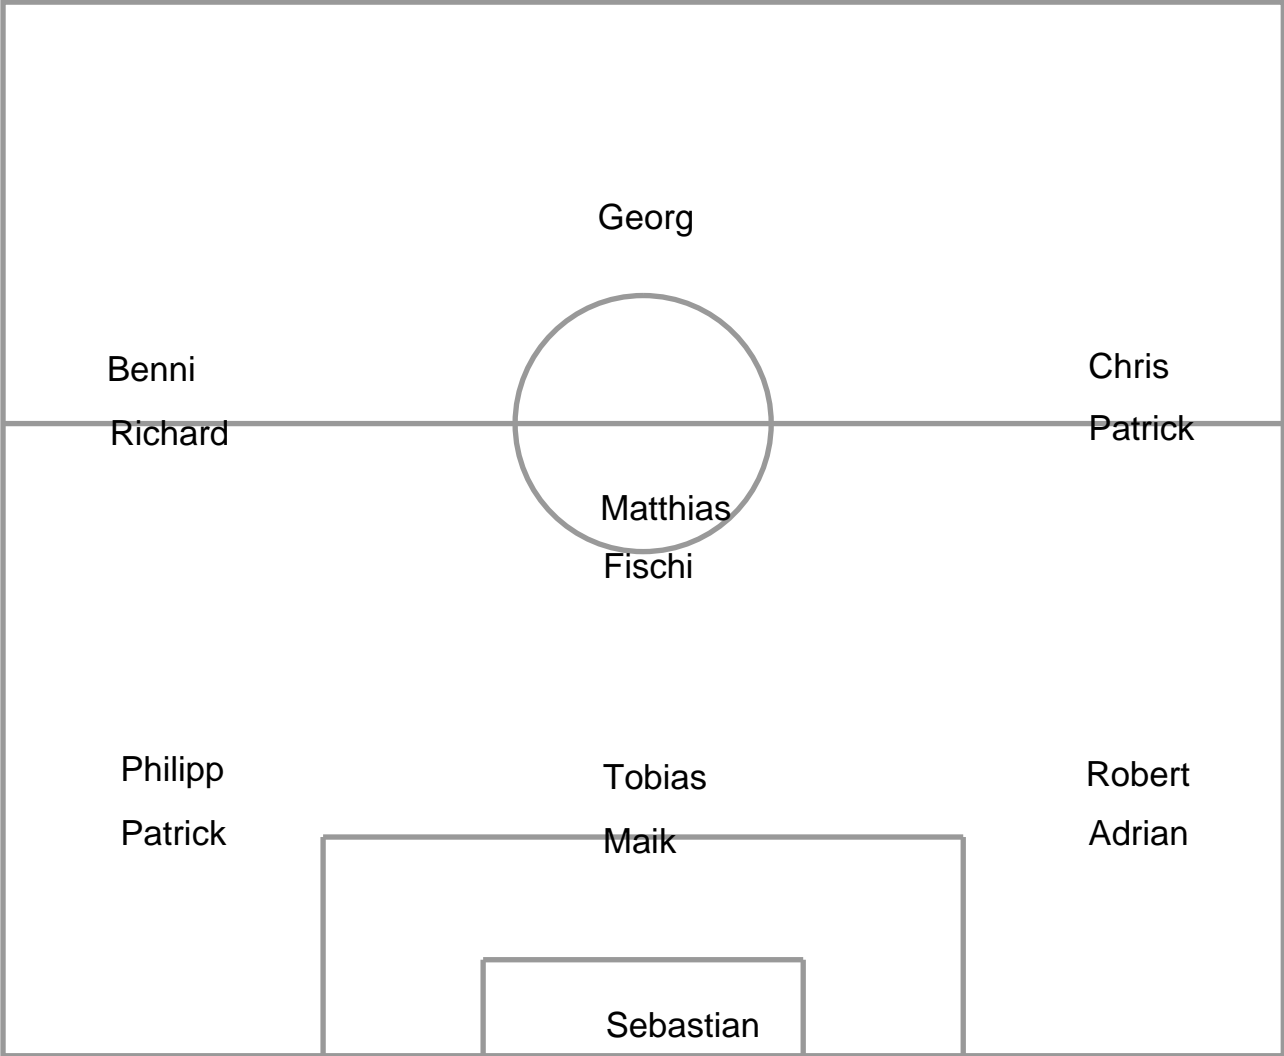 Georg
Benni
Chris
Richard
Patrick
Matthias
Fischi
Philipp
Tobias
Robert
Patrick
Maik
Adrian
Sebastian